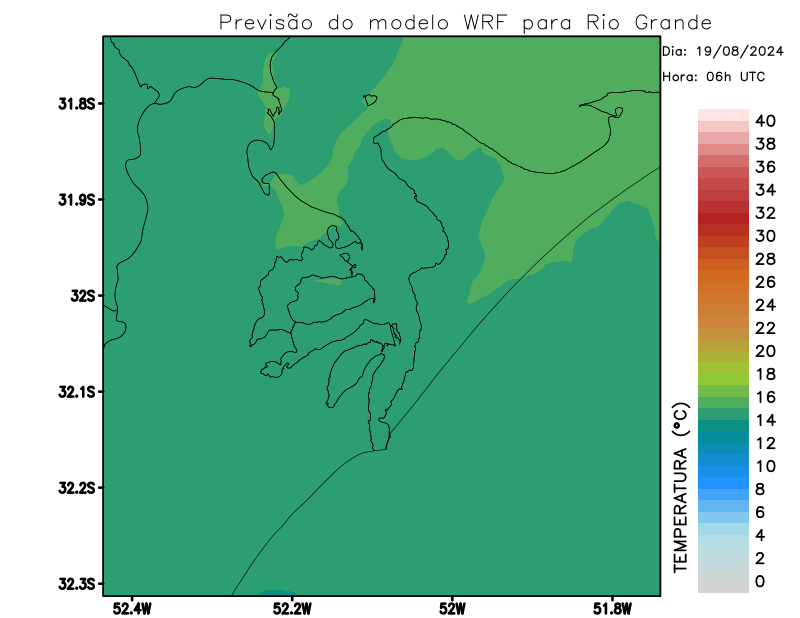 Previsão do modelo WRF para Rio Grande
Dia: 19/08/2024
Hora: 06h UTC
31.8S
31.9S
32S
32.1S
32.2S
32.3S
52.4W
52.2W
52W
51.8W
TEMPERATURA (°C)
40
38
36
34
32
30
28
26
24
22
20
18
16
14
12
10
8
6
4
2
0